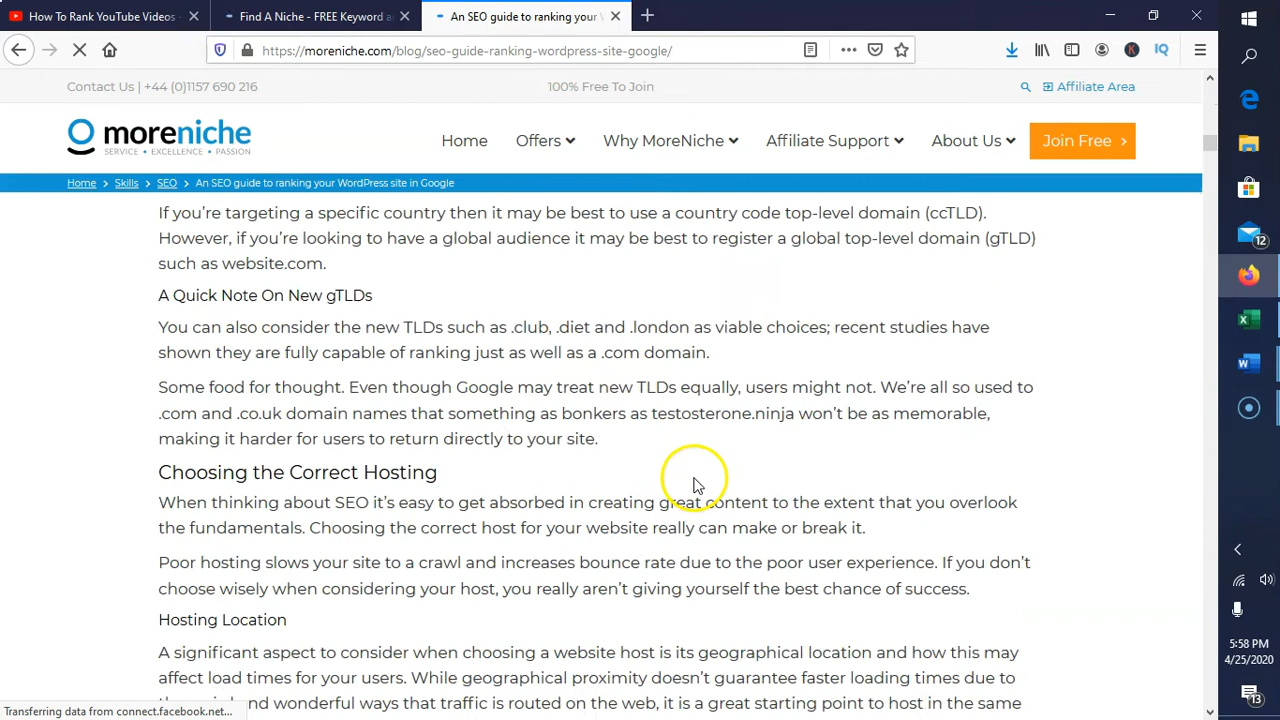 How To Rank YouTube Videos
Find A Niche - FREE Keyword a
An SEO guide to ranking your
https://moreniche.com/blog/seo-guide-ranking-wordpress-site-google/
IQ
Contact Us | +44 (0)1157 690 216
100% Free To Join
Affiliate Area
moreniche
SERVICE • EXCELLENCE • PASSION
Home
Offers
Why MoreNiche
Affiliate Support
About Us
Join Free
Home > Skills > SEO > An SEO guide to ranking your WordPress site in Google
If you're targeting a specific country then it may be best to use a country code top-level domain (ccTLD).
However, if you're looking to have a global audience it may be best to register a global top-level domain (gTLD)
such as website.com.
A Quick Note On New gTLDs
You can also consider the new TLDs such as .club, .diet and .london as viable choices; recent studies have
shown they are fully capable of ranking just as well as a .com domain.
Some food for thought. Even though Google may treat new TLDs equally, users might not. We're all so used to
.com and .co.uk domain names that something as bonkers as testosterone.ninja won't be as memorable,
making it harder for users to return directly to your site.
Choosing the Correct Hosting
When thinking about SEO it's easy to get absorbed in creating great content to the extent that you overlook
the fundamentals. Choosing the correct host for your website really can make or break it.
Poor hosting slows your site to a crawl and increases bounce rate due to the poor user experience. If you don't
choose wisely when considering your host, you really aren't giving yourself the best chance of success.
Hosting Location
A significant aspect to consider when choosing a website host is its geographical location and how this may
affect load times for your users. While geographical proximity doesn't guarantee faster loading times due to
and wonderful ways that traffic is routed on the web, it is a great starting point to host in the same
Transferring data from connect.facebook.net...
12
5:58 PM
4/25/2020
13